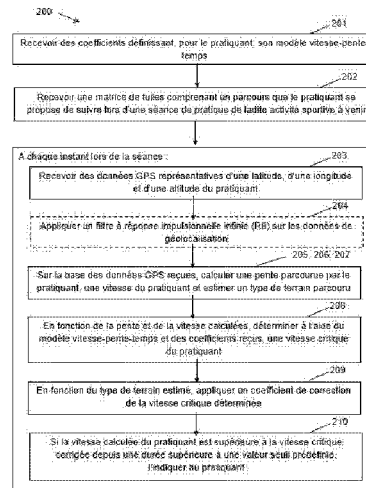 200
201
Recevoir des coefficients définissant, pour le pratiquant, son modèle vitesse-pente-
temps
202
Recevoir une matrice de tuiles comprenant un parcours que le pratiquant se
propose de suivre lors d'une séance de pratique de ladite activité sportive à venir
A chaque instant lors de la séance :
203
Recevoir des données GPS représentatives d'une latitude, d'une longitude
et d'une altitude du pratiquant
204
Appliquer un filtre à réponse impulsionnelle infinie (RII) sur les données de
géolocalisation
205, 206, 207
Sur la base des données GPS reçues, calculer une pente parcourue par le
pratiquant, une vitesse du pratiquant et estimer un type de terrain parcouru
208
En fonction de la pente et de la vitesse calculées, déterminer à l'aide du
modèle vitesse-pente-temps et des coefficients reçus, une vitesse critique
du pratiquant
209
En fonction du type de terrain estimé, appliquer un coefficient de correction
de la vitesse critique déterminée
210
Si la vitesse calculée du pratiquant est supérieure à la vitesse critique
corrigée depuis une durée supérieure à une valeur seuil prédéfinie,
l'indiquer au pratiquant